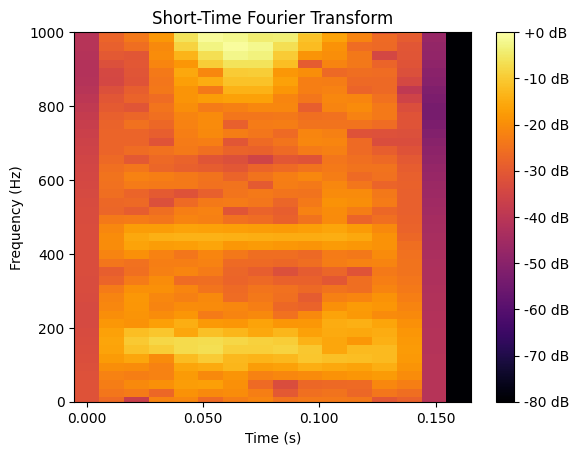 Short-Time Fourier Transform
1000
800
600
400
200
0
Frequency (Hz)
0.000
0.050
0.100
0.150
Time (s)
+0 dB
-10 dB
-20 dB
-30 dB
-40 dB
-50 dB
-60 dB
-70 dB
-80 dB